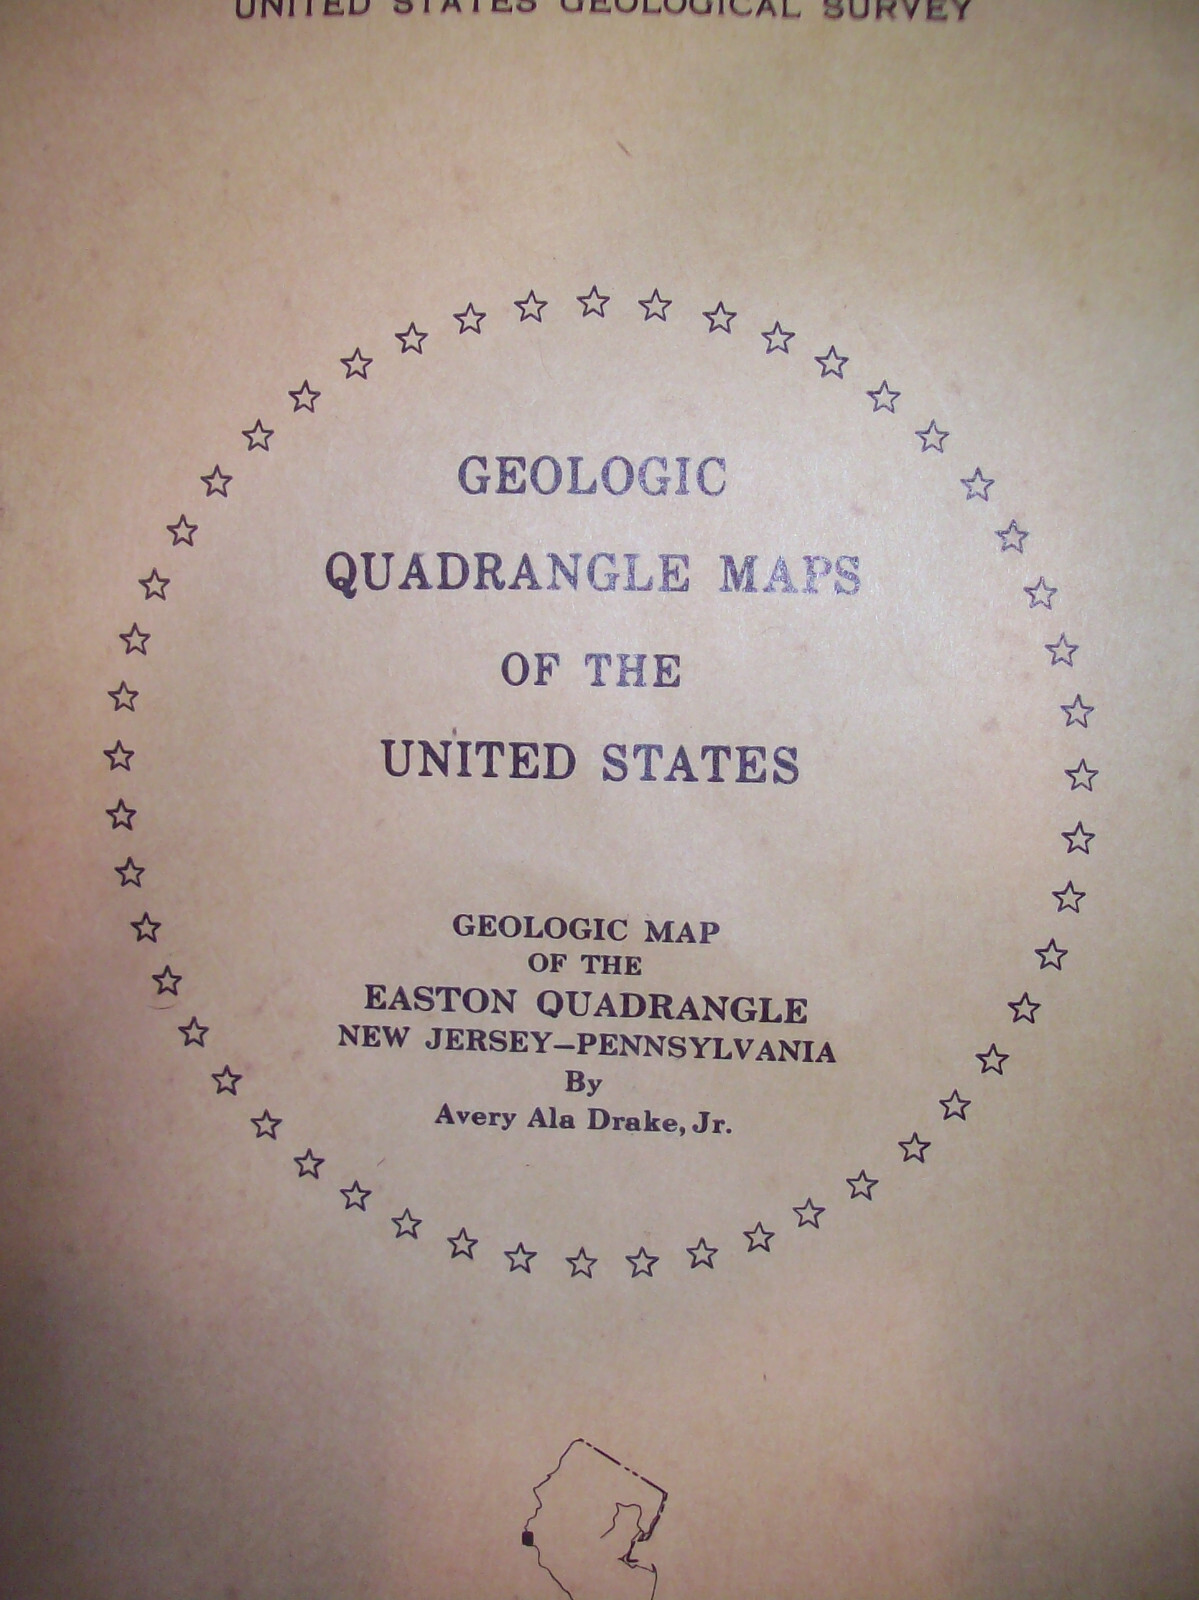 UNITED STATES GEOLOGICAL SURVEY
GEOLOGIC
QUADRANGLE MAPS
OF THE
UNITED STATES
GEOLOGIC MAP
OF THE
EASTON QUADRANGLE
NEW JERSEY–PENNSYLVANIA
By
Avery Ala Drake, Jr.